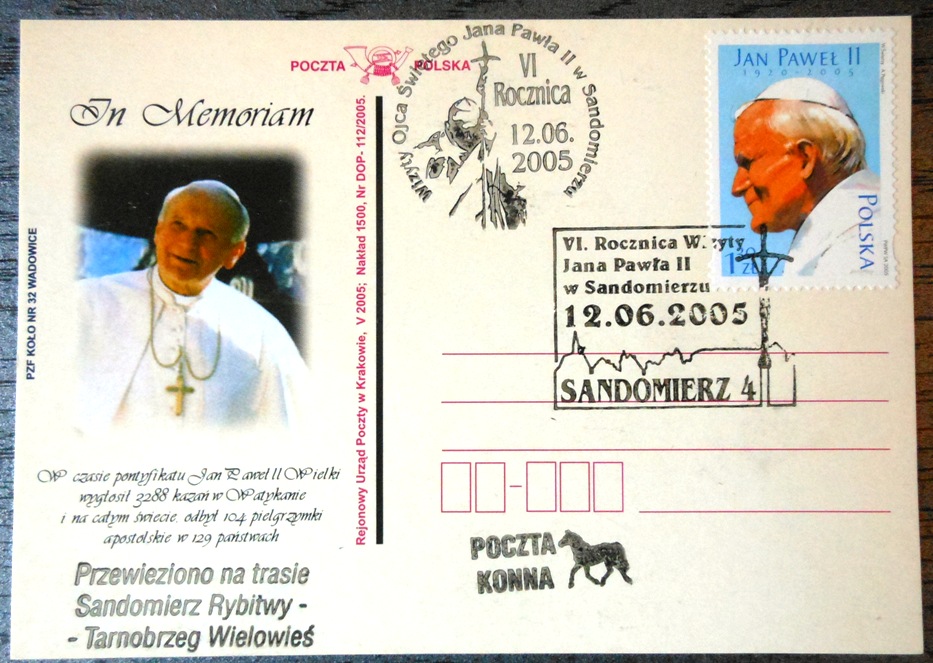 POCZTA POLSKA
In Memoriam
PZF KOŁO NR 32 WADOWICE
W czasie pontyfikatu Jan Paweł II Wielki
wygłosił 3288 kazań w Watykanie
i na całym świecie, odbył 104 pielgrzymki
apostolskie w 129 państwach
Przewieziono na trasie
Sandomierz Rybitwy -
- Tarnobrzeg Wielowieś
Rejonowy Urząd Poczty w Krakowie, V 2005; Nakład 1500, Nr DOP- 112/2005.
Wizyty Ojca Świętego Jana Pawła II w Sandomierzu
VI
Rocznica
12.06.
2005
JAN PAWEŁ II
1920-2005
POLSKA
zł
VI. Rocznica Wizyty
Jana Pawła II
w Sandomierzu
12.06.2005
SANDOMIERZ 4
POCZTA
KONNA